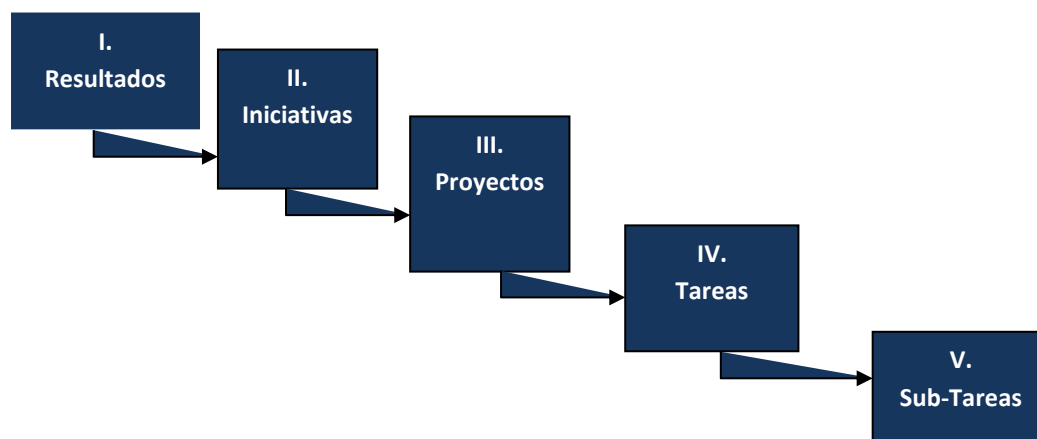 I.
Resultados
II.
Iniciativas
III.
Proyectos
IV.
Tareas
V.
Sub-Tareas